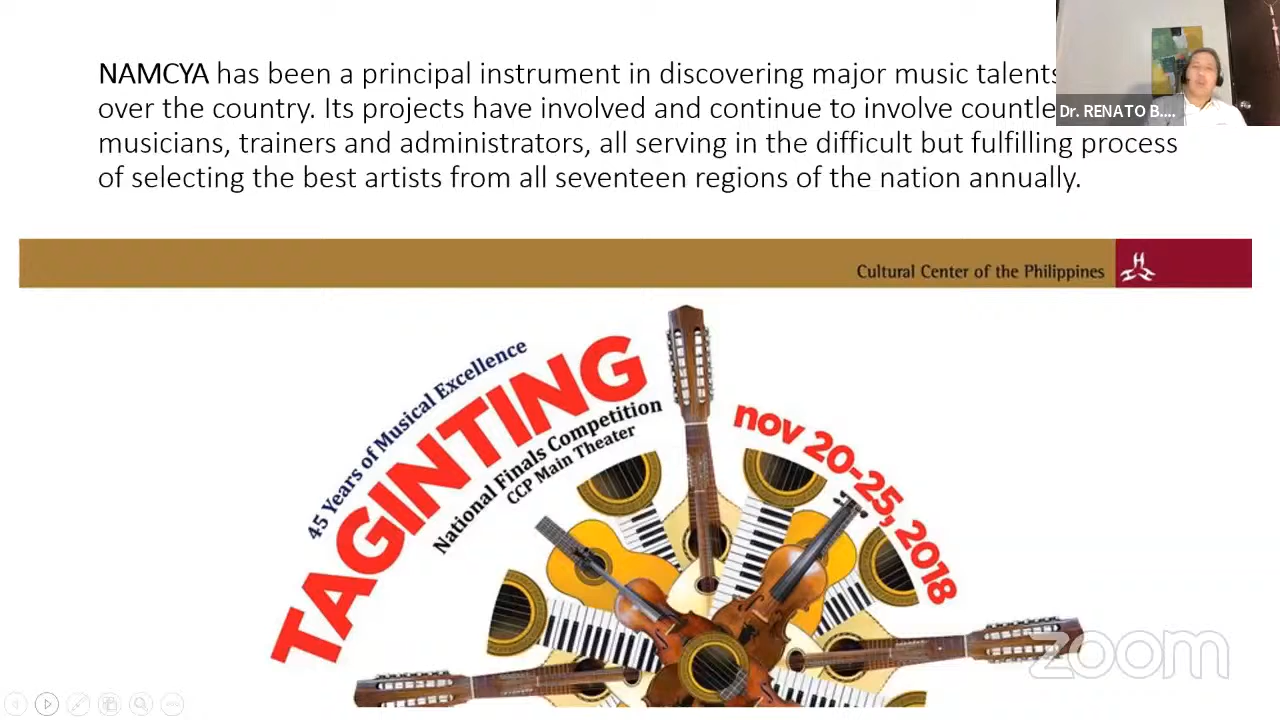 NAMCYA has been a principal instrument in discovering major music talents
over the country. Its projects have involved and continue to involve
musicians, trainers and administrators, all serving in the difficult but fulfilling process
of selecting the best artists from all seventeen regions of the nation annually.
Dr. RENATO B....
Cultural Center of the Philippines
45 Years of Musical Excellence
TAGINTING
National Finals Competition
CCP Main Theater
nov 20-25, 2018
zoom